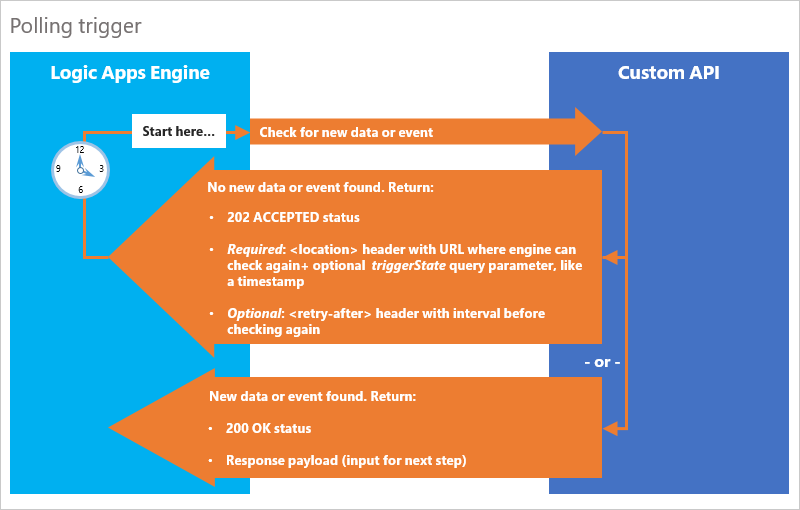 Polling trigger
Logic Apps Engine
Custom API
Start here...
Check for new data or event
12
9
3
6
No new data or event found. Return:
• 202 ACCEPTED status
• Required: <location> header with URL where engine can
check again+ optional triggerState query parameter, like
a timestamp
• Optional: <retry-after> header with interval before
checking again
- or -
New data or event found. Return:
• 200 OK status
• Response payload (input for next step)